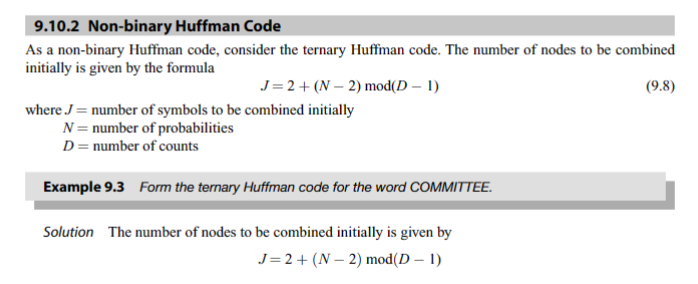 9.10.2 Non-binary Huffman Code
As a non-binary Huffman code, consider the ternary Huffman code. The number of nodes to be combined
initially is given by the formula
J = 2 + (N – 2) mod(D – 1) (9.8)
where J = number of symbols to be combined initially
N = number of probabilities
D = number of counts
Example 9.3 Form the ternary Huffman code for the word COMMITTEE.
Solution The number of nodes to be combined initially is given by
J = 2 + (N – 2) mod(D – 1)